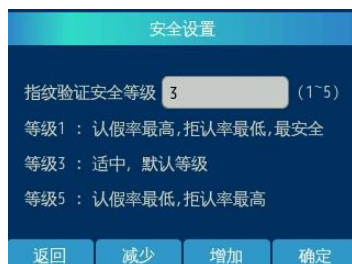 安全设置
指纹验证安全等级 3 (1~5)
等级1 : 认假率最高,拒认率最低,最安全
等级3 : 适中, 默认等级
等级5 : 认假率最低,拒认率最高
返回 减少 增加 确定